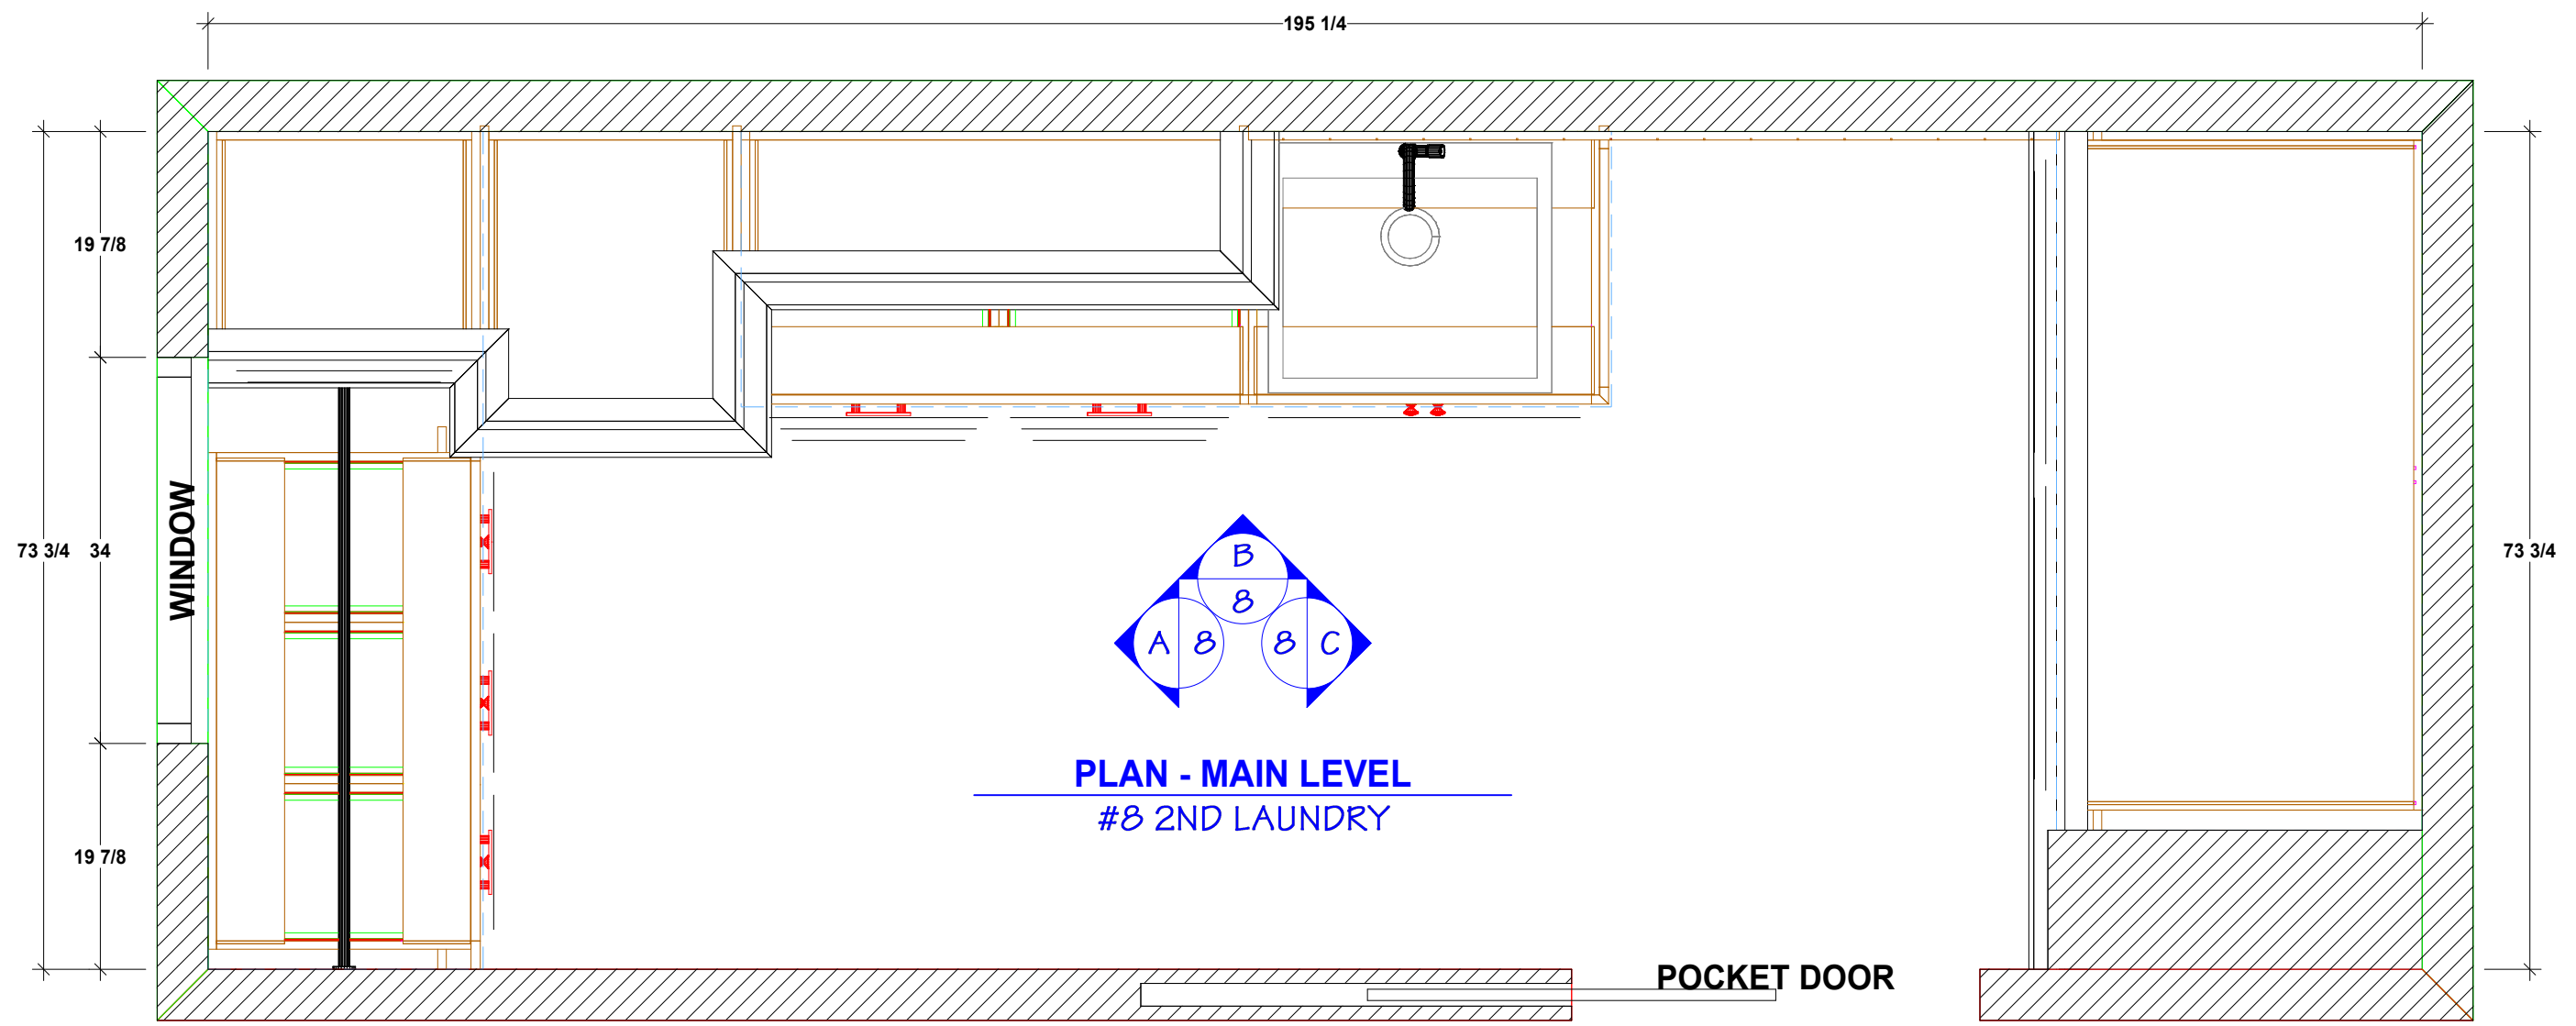 195 1/4
19 7/8
73 3/4
34
WINDOW
19 7/8
73 3/4
B
8
A 8
8 C
PLAN - MAIN LEVEL
#8 2ND LAUNDRY
POCKET DOOR